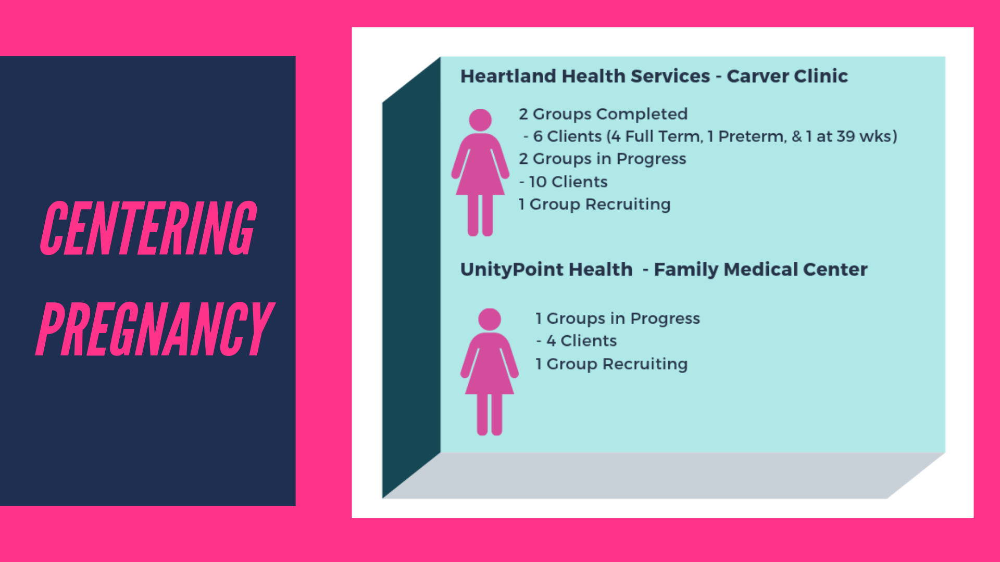 CENTERING
PREGNANCY
Heartland Health Services - Carver Clinic
2 Groups Completed
- 6 Clients (4 Full Term, 1 Preterm, & 1 at 39 wks)
2 Groups in Progress
- 10 Clients
1 Group Recruiting
UnityPoint Health - Family Medical Center
1 Groups in Progress
- 4 Clients
1 Group Recruiting